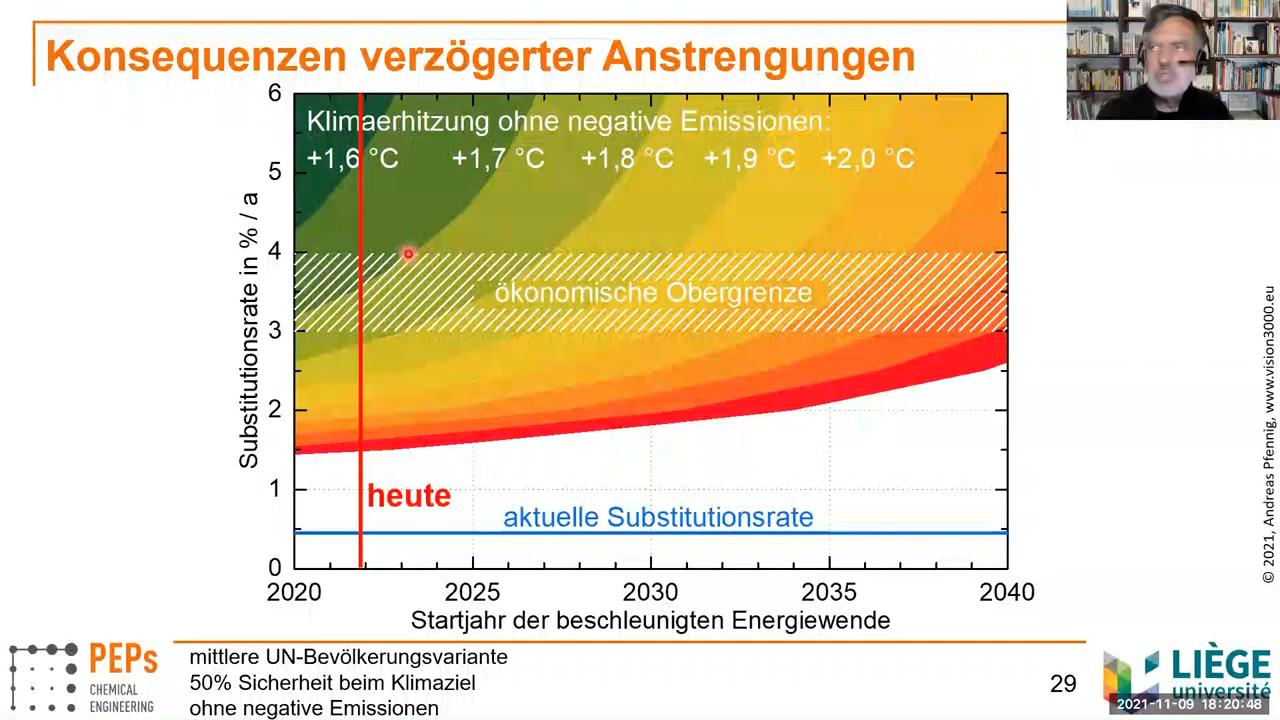 Konsequenzen verzögerter Anstrengungen
6
Klimaerhitzung ohne negative Emissionen:
+1,6 °C +1,7 °C +1,8 °C +1,9 °C +2,0 °C
5
4
ökonomische Obergrenze
3
2
1
0
Substitutionsrate in % / a
heute
aktuelle Substitutionsrate
2020 2025 2030 2035 2040
Startjahr der beschleunigten Energiewende
© 2021, Andreas Pfennig, www.vision3000.eu
PEPs
CHEMICAL
ENGINEERING
mittlere UN-Bevölkerungsvariante
50% Sicherheit beim Klimaziel
ohne negative Emissionen
29
LIÈGE
université
2021-11-09 18:20:48